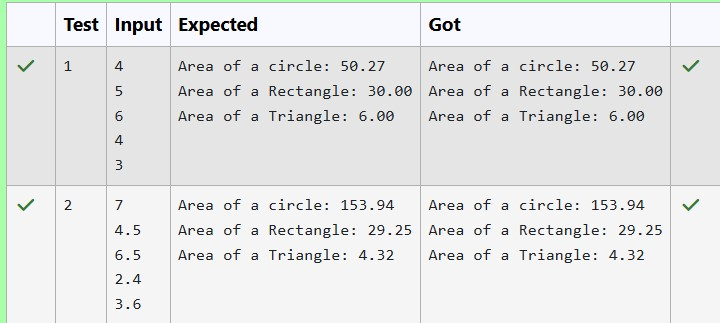 Test Input Expected Got
1 4 Area of a circle: 50.27 Area of a circle: 50.27
5 Area of a Rectangle: 30.00 Area of a Rectangle: 30.00
6 Area of a Triangle: 6.00 Area of a Triangle: 6.00
4
3
2 7 Area of a circle: 153.94 Area of a circle: 153.94
4.5 Area of a Rectangle: 29.25 Area of a Rectangle: 29.25
6.5 Area of a Triangle: 4.32 Area of a Triangle: 4.32
2.4
3.6